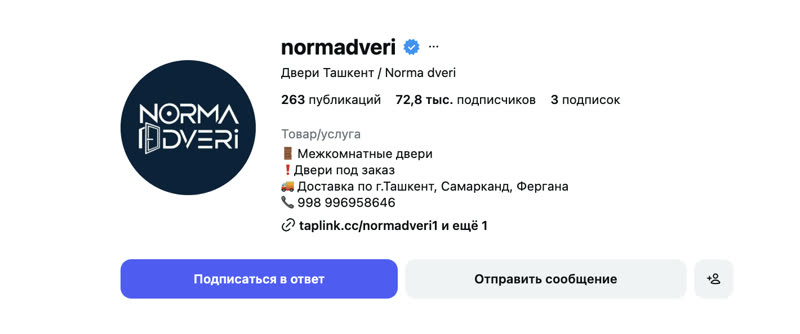 normadveri
Двери Ташкент / Norma dveri
263 публикаций 72,8 тыс. подписчиков 3 подписок
NORMA
DVERi
Товар/услуга
🚪 Межкомнатные двери
❗Двери под заказ
🚚 Доставка по г.Ташкент, Самарканд, Фергана
📞 998 996958646
taplink.cc/normadveri1 и ещё 1
Подписаться в ответ
Отправить сообщение